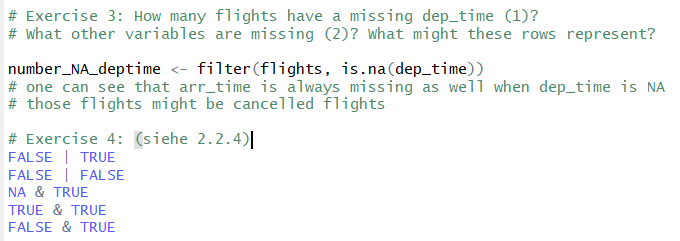 # Exercise 3: How many flights have a missing dep_time (1)?
# What other variables are missing (2)? What might these rows represent?
number_NA_deptime <- filter(flights, is.na(dep_time))
# one can see that arr_time is always missing as well when dep_time is NA
# those flights might be cancelled flights
# Exercise 4: (siehe 2.2.4)
FALSE | TRUE
FALSE | FALSE
NA & TRUE
TRUE & TRUE
FALSE & TRUE